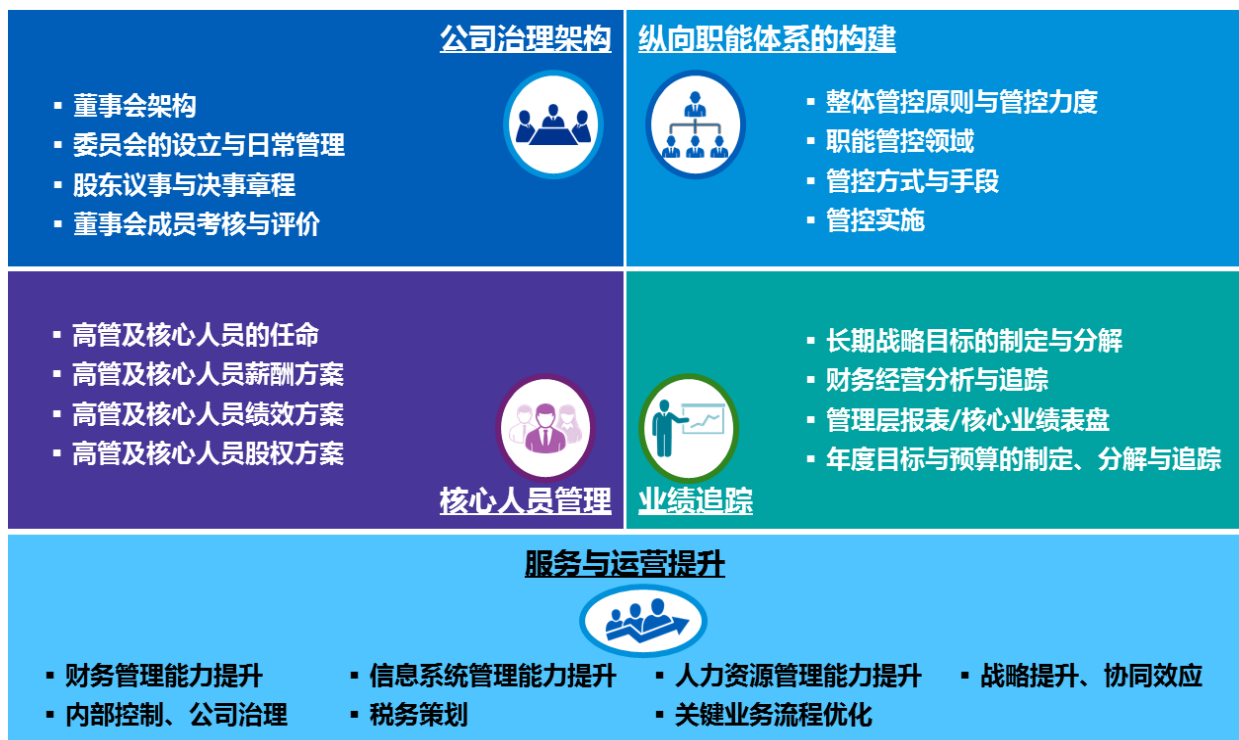 公司治理架构
▪ 董事会架构
▪ 委员会的设立与日常管理
▪ 股东议事与决事章程
▪ 董事会成员考核与评价
纵向职能体系的构建
▪ 整体管控原则与管控力度
▪ 职能管控领域
▪ 管控方式与手段
▪ 管控实施
▪ 高管及核心人员的任命
▪ 高管及核心人员薪酬方案
▪ 高管及核心人员绩效方案
▪ 高管及核心人员股权方案
核心人员管理
▪ 长期战略目标的制定与分解
▪ 财务经营分析与追踪
▪ 管理层报表/核心业绩表盘
▪ 年度目标与预算的制定、分解与追踪
业绩追踪
服务与运营提升
▪ 财务管理能力提升
▪ 内部控制、公司治理
▪ 信息系统管理能力提升
▪ 税务策划
▪ 人力资源管理能力提升
▪ 关键业务流程优化
▪ 战略提升、协同效应